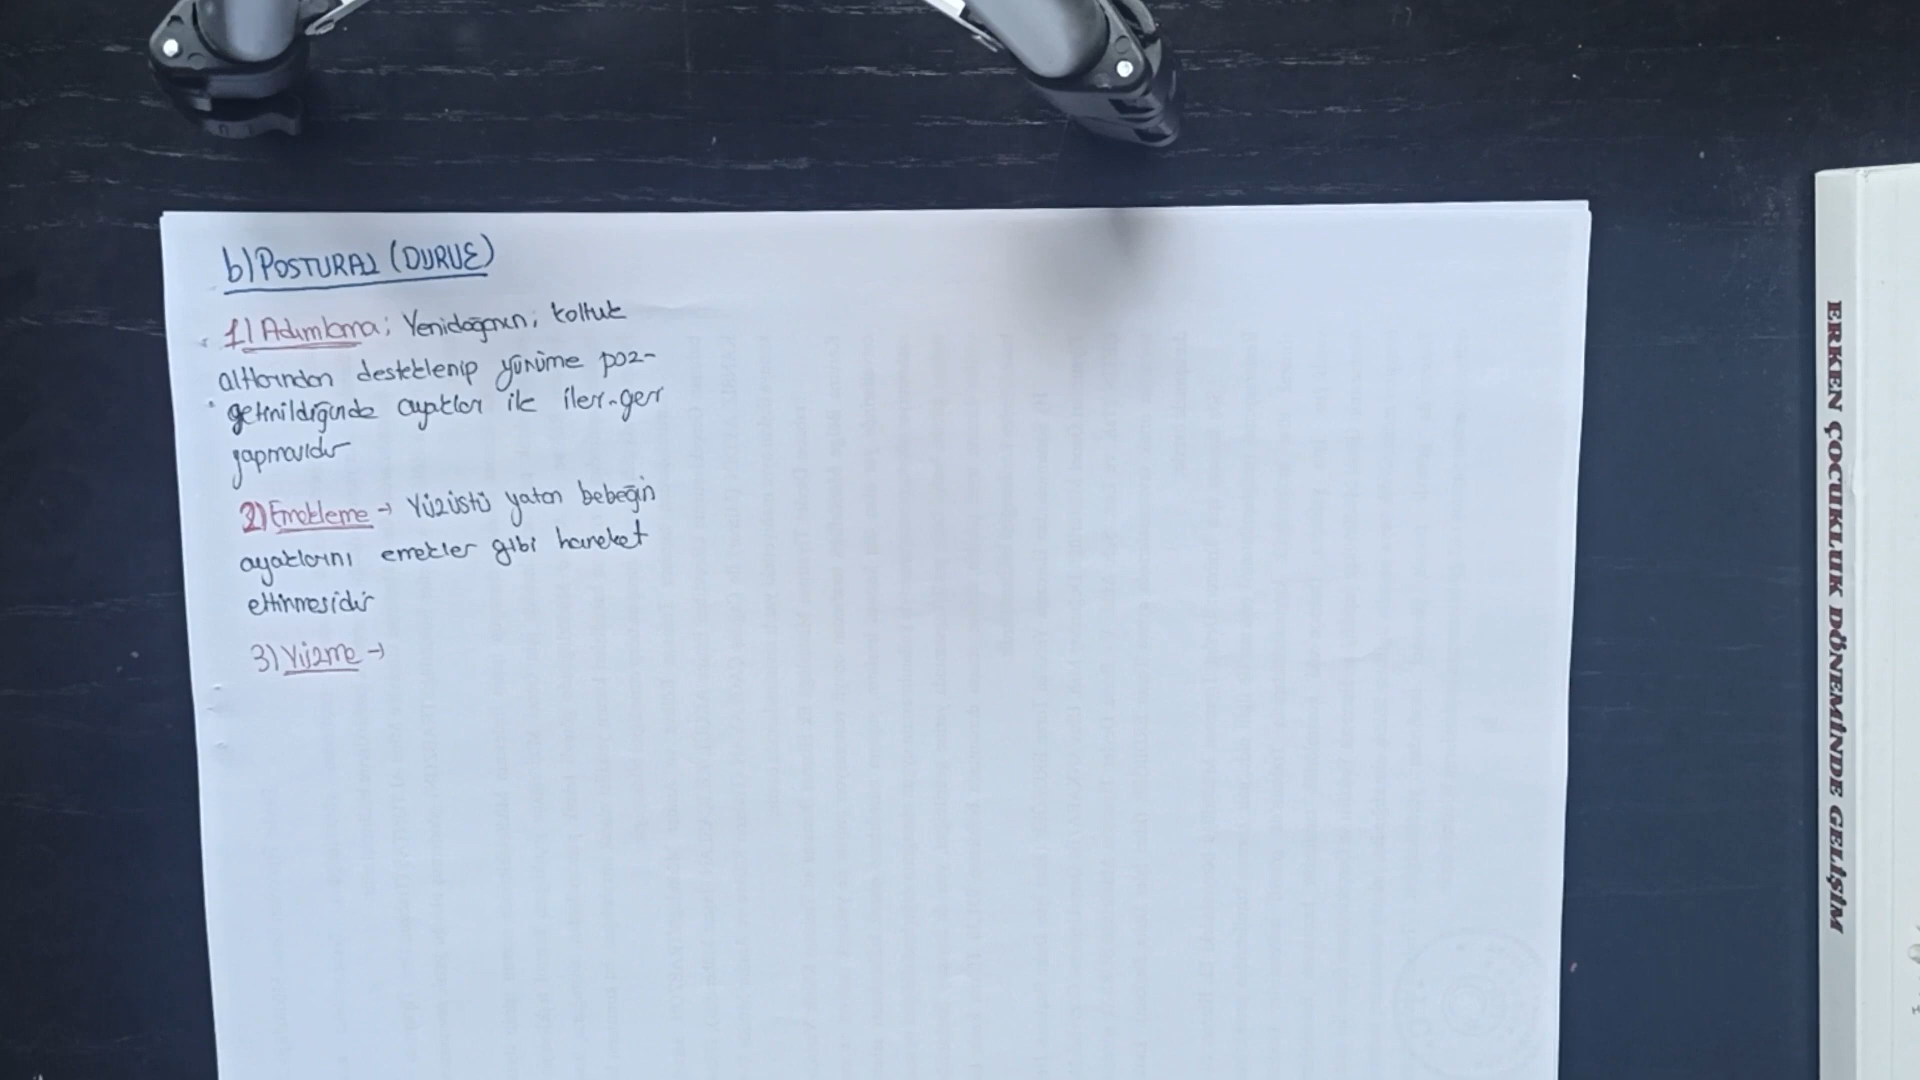 b) POSTURAL (DURUŞ)
1) Adımlama; Yenidoğanın; koltuk
altlarından desteklenip yürüme poz-
getirildiğinde ayaklar ile ileri-geri
yapmasıdır
2) Emekleme → Yüzüstü yatan bebeğin
ayaklarını emekler gibi hareket
ettirmesidir
3) Yüzme →
ERKEN ÇOCUKLUK DÖNEMİNDE GELİŞİM